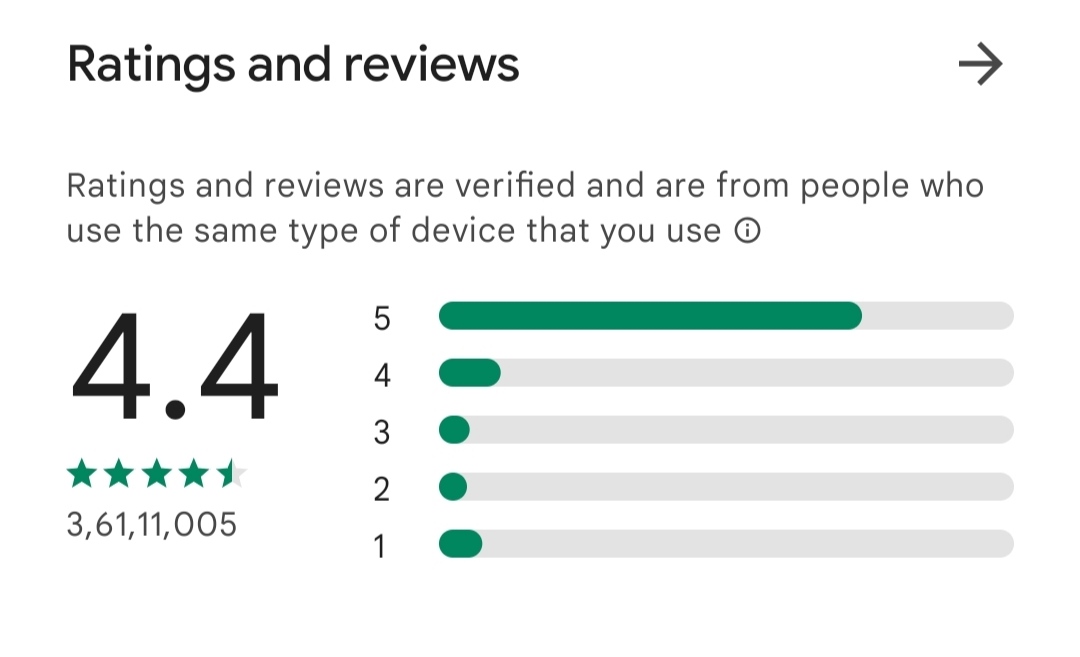 Ratings and reviews
Ratings and reviews are verified and are from people who
use the same type of device that you use
4.4
3,61,11,005
5
4
3
2
1